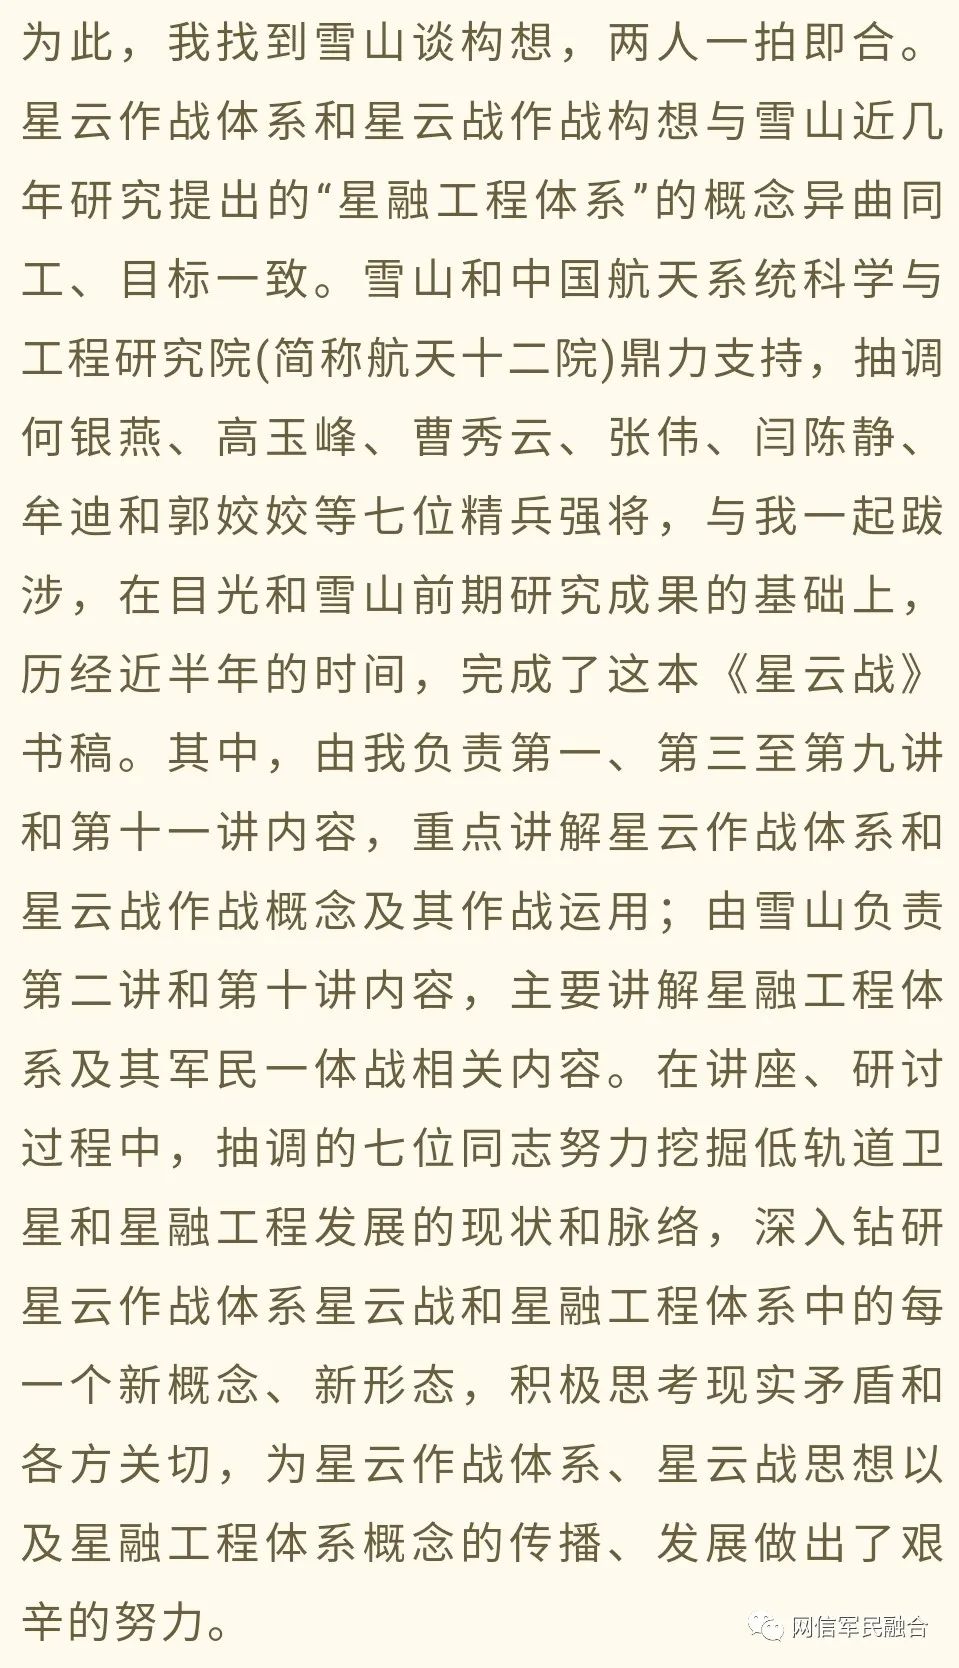 为此，我找到雪山谈构想，两人一拍即合。
星云作战体系和星云战作战构想与雪山近几
年研究提出的“星融工程体系”的概念异曲同
工、目标一致。雪山和中国航天系统科学与
工程研究院(简称航天十二院)鼎力支持，抽调
何银燕、高玉峰、曹秀云、张伟、闫陈静、
牟迪和郭姣姣等七位精兵强将，与我一起跋
涉，在目光和雪山前期研究成果的基础上，
历经近半年的时间，完成了这本《星云战》
书稿。其中，由我负责第一、第三至第九讲
和第十一讲内容，重点讲解星云作战体系和
星云战作战概念及其作战运用；由雪山负责
第二讲和第十讲内容，主要讲解星融工程体
系及其军民一体战相关内容。在讲座、研讨
过程中，抽调的七位同志努力挖掘低轨道卫
星和星融工程发展的现状和脉络，深入钻研
星云作战体系星云战和星融工程体系中的每
一个新概念、新形态，积极思考现实矛盾和
各方关切，为星云作战体系、星云战思想以
及星融工程体系概念的传播、发展做出了艰
辛的努力。
网信军民融合